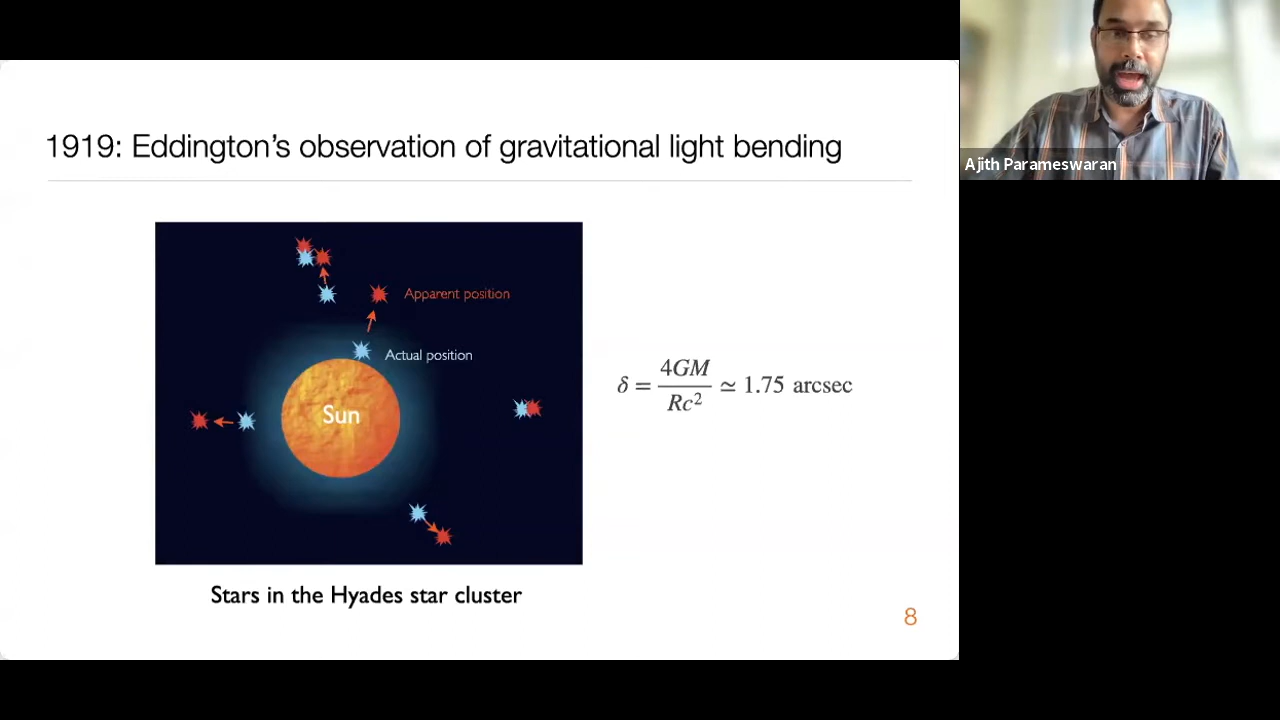 1919: Eddington’s observation of gravitational light bending
Apparent position
Actual position
Sun
δ = 4GM / Rc² ≃ 1.75 arcsec
Stars in the Hyades star cluster
8
Ajith Parameswaran